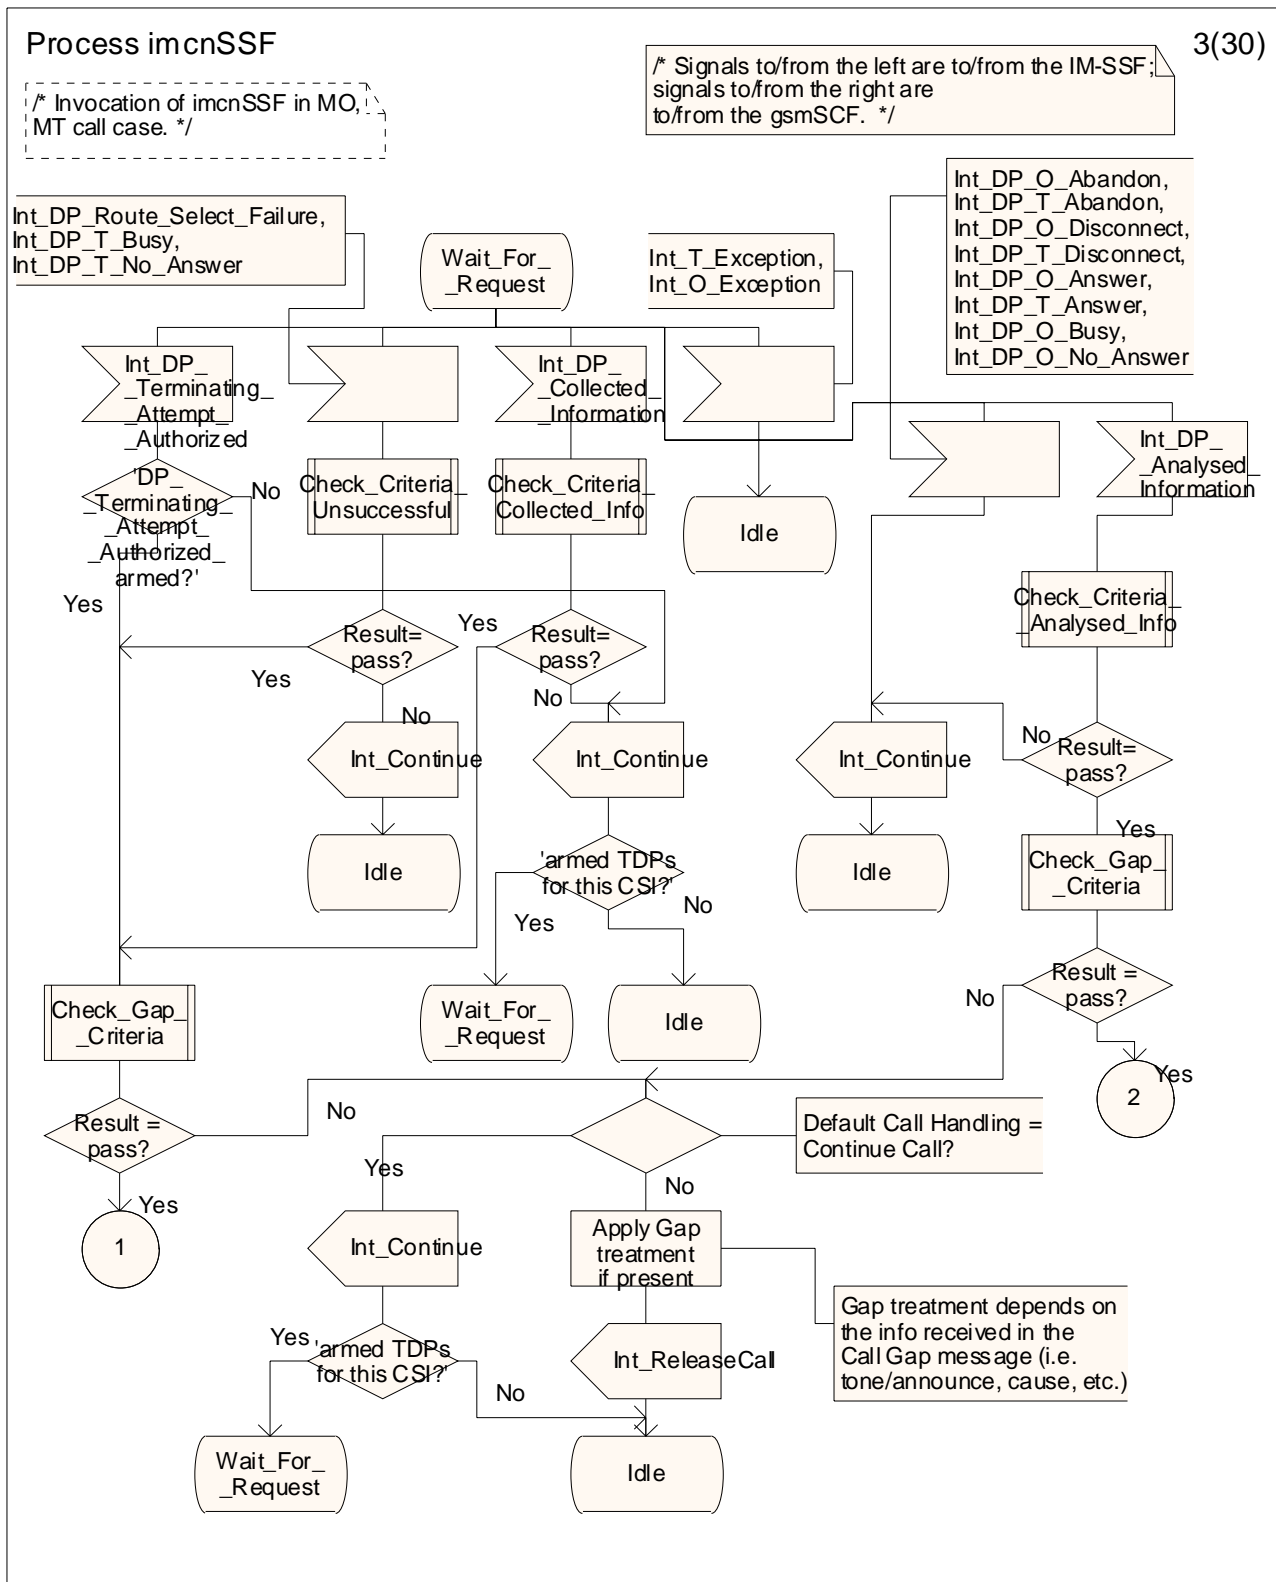 Process imcnSSF
3(30)
/* Invocation of imcnSSF in MO,
MT call case. */
/* Signals to/from the left are to/from the IM-SSF;
signals to/from the right are
to/from the gsmSCF. */
Int_DP_Route_Select_Failure,
Int_DP_T_Busy,
Int_DP_T_No_Answer
Wait_For_
_Request
Int_T_Exception,
Int_O_Exception
Int_DP_O_Abandon,
Int_DP_T_Abandon,
Int_DP_O_Disconnect,
Int_DP_T_Disconnect,
Int_DP_O_Answer,
Int_DP_T_Answer,
Int_DP_O_Busy,
Int_DP_O_No_Answer
Int_DP_
_Terminating_
_Attempt_
_Authorized
Int_DP_
_Collected_
_Information
Int_DP_
_Analysed_
_Information
'DP_
_Terminating_
_Attempt_
_Authorized_
armed?'
No
Yes
Check_Criteria_
_Unsuccessful
Check_Criteria_
_Collected_Info
Idle
Check_Criteria_
_Analysed_Info
Result=
pass?
Yes
No
Result=
pass?
Yes
No
Result=
pass?
No
Yes
Int_Continue
Int_Continue
Int_Continue
Idle
'armed TDPs
for this CSI?'
Yes
No
Idle
Check_Gap_
_Criteria
Result =
pass?
No
Yes
2
Wait_For_
_Request
Idle
Check_Gap_
_Criteria
Result =
pass?
No
Yes
1
Default Call Handling =
Continue Call?
Yes
No
Int_Continue
Apply Gap
treatment
if present
Gap treatment depends on
the info received in the
Call Gap message (i.e.
tone/announce, cause, etc.)
Yes
'armed TDPs
for this CSI?'
No
Int_ReleaseCall
Wait_For_
_Request
Idle